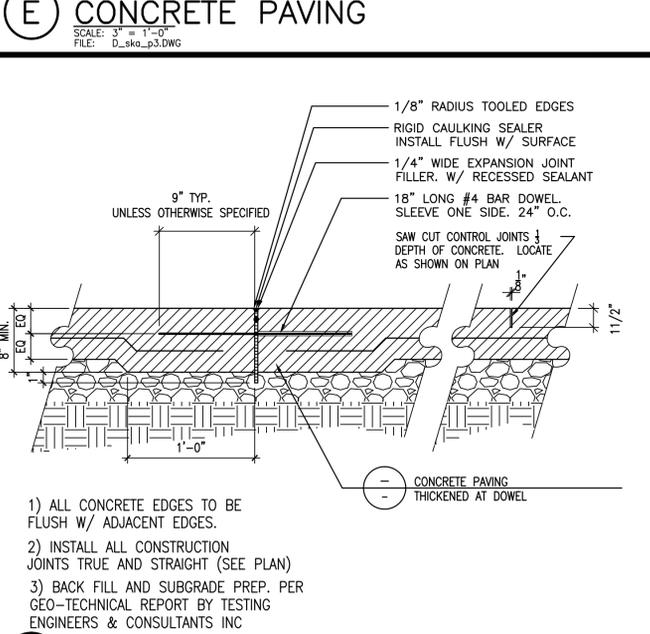 E CONCRETE PAVING
SCALE: 3" = 1'-0"
FILE: D_ska_p3.DWG
1/8" RADIUS TOOLED EDGES
RIGID CAULKING SEALER
INSTALL FLUSH W/ SURFACE
1/4" WIDE EXPANSION JOINT
FILLER. W/ RECESSED SEALANT
9" TYP.
UNLESS OTHERWISE SPECIFIED
18" LONG #4 BAR DOWEL.
SLEEVE ONE SIDE. 24" O.C.
SAW CUT CONTROL JOINTS 1/3
DEPTH OF CONCRETE. LOCATE
AS SHOWN ON PLAN
1/8"
11/2"
8" MIN.
EQ
EQ
1"
1'-0"
CONCRETE PAVING
THICKENED AT DOWEL
1) ALL CONCRETE EDGES TO BE
FLUSH W/ ADJACENT EDGES.
2) INSTALL ALL CONSTRUCTION
JOINTS TRUE AND STRAIGHT (SEE PLAN)
3) BACK FILL AND SUBGRADE PREP. PER
GEO-TECHNICAL REPORT BY TESTING
ENGINEERS & CONSULTANTS INC